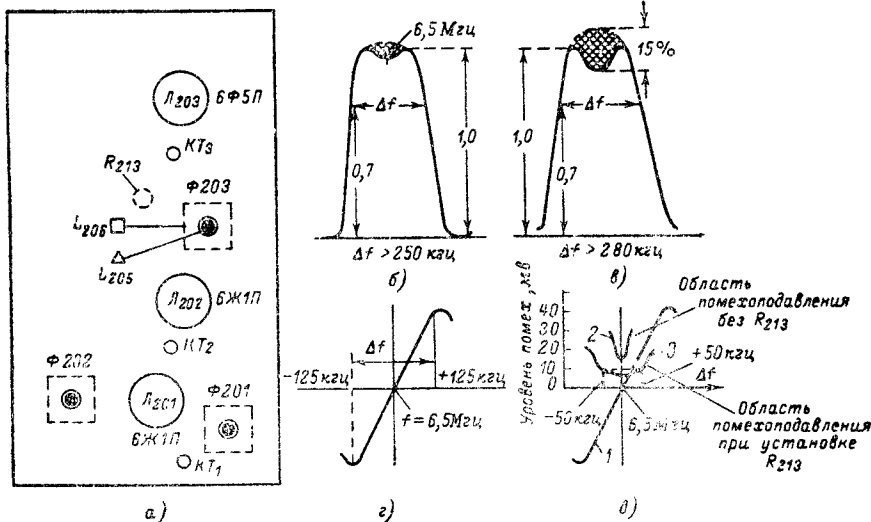 Л203
6Ф5П
КТ3
R213
Ф203
L206
L205
Л202
6Ж1П
КТ2
Ф202
Ф201
Л201
6Ж1П
КТ1
а)
6,5 Мгц
Δf
1,0
0,7
Δf > 250 кгц
б)
15%
Δf
1,0
0,7
Δf > 280 кгц
в)
Δf
−125 кгц
+125 кгц
f = 6,5 Мгц
г)
Уровень помех, мв
40
30
20
10
0
Область
помехоподавления
без R213
2
3
+50 кгц
Δf
−50 кгц
6,5 Мгц
1
Область
помехоподавления
при установке
R213
д)